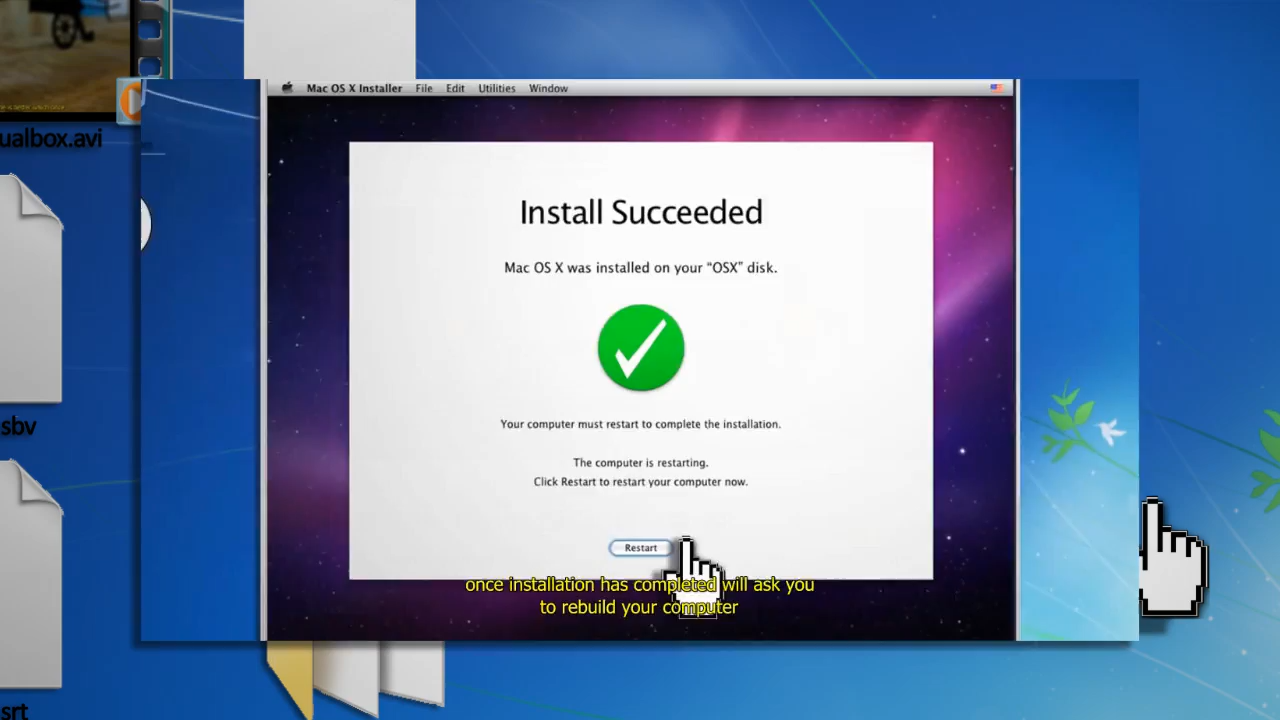 Mac OS X Installer File Edit Utilities Window
ualbox.avi
Install Succeeded
Mac OS X was installed on your “OSX” disk.
sbv
Your computer must restart to complete the installation.
The computer is restarting.
Click Restart to restart your computer now.
Restart
once installation has completed will ask you
to rebuild your computer
srt